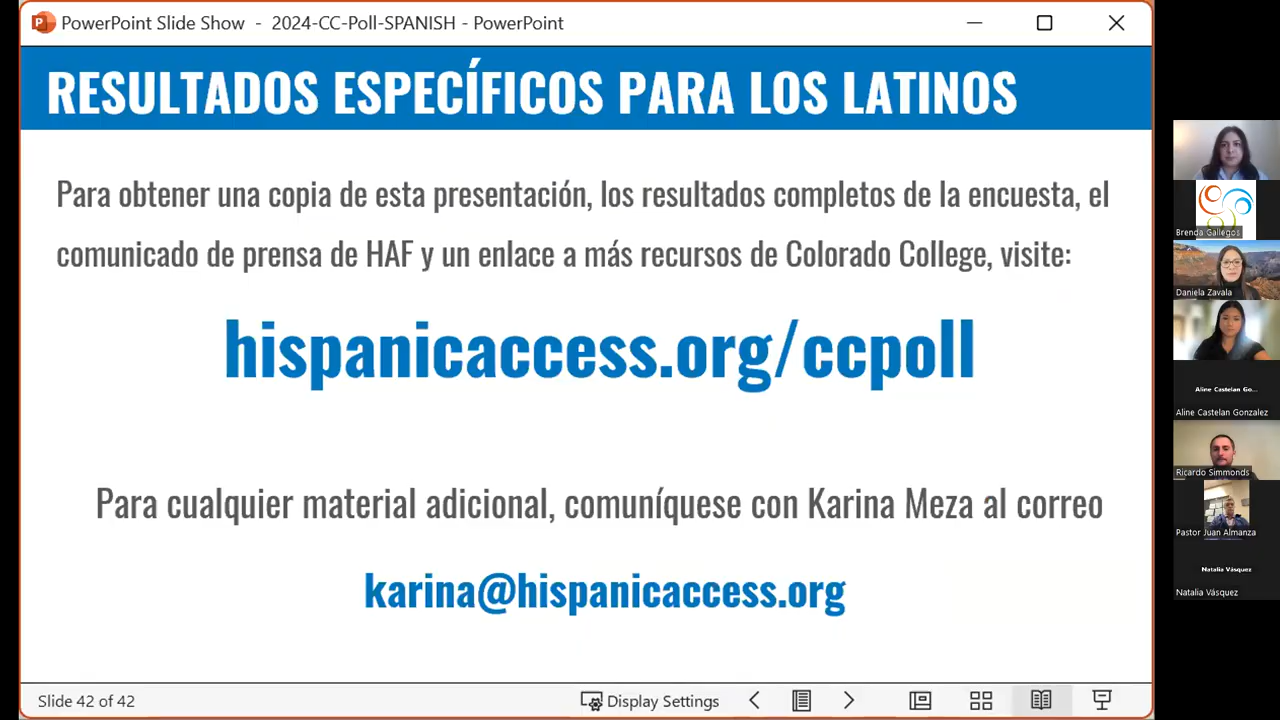 PowerPoint Slide Show - 2024-CC-Poll-SPANISH - PowerPoint
RESULTADOS ESPECÍFICOS PARA LOS LATINOS
Para obtener una copia de esta presentación, los resultados completos de la encuesta, el
comunicado de prensa de HAF y un enlace a más recursos de Colorado College, visite:
hispanicaccess.org/ccpoll
Para cualquier material adicional, comuníquese con Karina Meza al correo
karina@hispanicaccess.org
Slide 42 of 42
Display Settings
Brenda Gallegos
Daniela Zavala
Aline Castelan Go...
Aline Castelan Gonzalez
Ricardo Simmonds
Pastor Juan Almanza
Natalia Vásquez
Natalia Vásquez